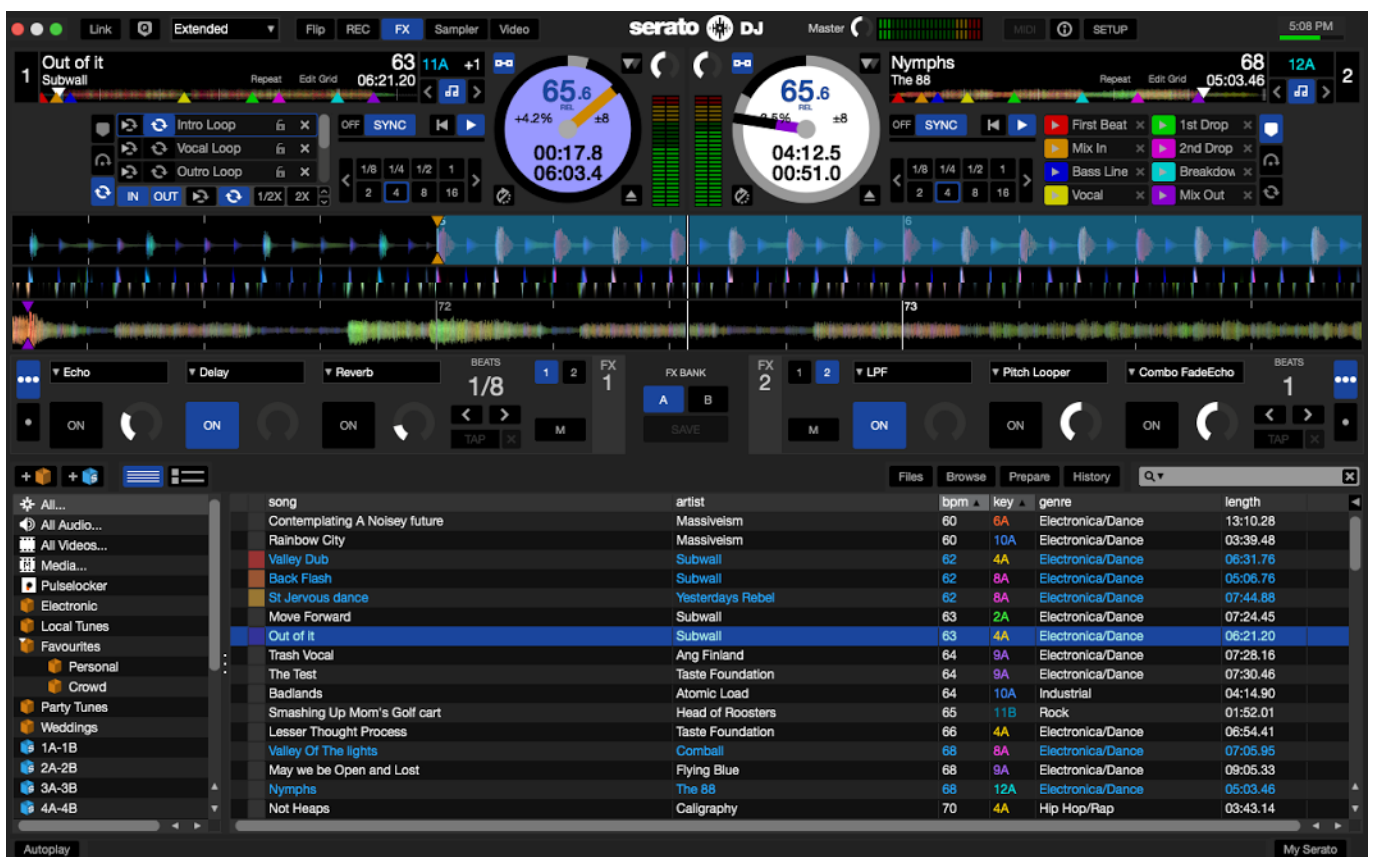 Link Extended Flip REC FX Sampler Video serato DJ Master MIDI SETUP 5:08 PM
1 Out of it 63 11A +1
Subwall Repeat Edit Grid 06:21.20
Nymphs 68 12A 2
The 88 Repeat Edit Grid 05:03.46
Intro Loop
Vocal Loop
Outro Loop
IN OUT 1/2X 2X
OFF SYNC
1/8 1/4 1/2 1
2 4 8 16
65.6
REL
+4.2% ±8
00:17.8
06:03.4
65.6
REL
±8
04:12.5
00:51.0
OFF SYNC
1/8 1/4 1/2 1
2 4 8 16
First Beat 1st Drop
Mix In 2nd Drop
Bass Line Breakdow
Vocal Mix Out
6
72 73
Echo Delay Reverb BEATS 1/8 1 2 FX 1
ON ON ON TAP M
FX BANK
A B
SAVE
FX 2 1 2 LPF Pitch Looper Combo FadeEcho BEATS 1
M ON ON ON TAP
Files Browse Prepare History
All...
All Audio...
All Videos...
Media...
Pulselocker
Electronic
Local Tunes
Favourites
Personal
Crowd
Party Tunes
Weddings
1A-1B
2A-2B
3A-3B
4A-4B
song artist bpm key genre length
Contemplating A Noisey future Massiveism 60 6A Electronica/Dance 13:10.28
Rainbow City Massiveism 60 10A Electronica/Dance 03:39.48
Valley Dub Subwall 62 4A Electronica/Dance 06:31.76
Back Flash Subwall 62 8A Electronica/Dance 05:06.76
St Jervous dance Yesterdays Rebel 62 8A Electronica/Dance 07:44.88
Move Forward Subwall 63 2A Electronica/Dance 07:24.45
Out of it Subwall 63 4A Electronica/Dance 06:21.20
Trash Vocal Ang Finland 64 9A Electronica/Dance 07:28.16
The Test Taste Foundation 64 9A Electronica/Dance 07:30.46
Badlands Atomic Load 64 10A Industrial 04:14.90
Smashing Up Mom's Golf cart Head of Roosters 65 11B Rock 01:52.01
Lesser Thought Process Taste Foundation 66 4A Electronica/Dance 06:54.41
Valley Of The lights Comball 68 8A Electronica/Dance 07:05.95
May we be Open and Lost Flying Blue 68 9A Electronica/Dance 09:05.33
Nymphs The 88 68 12A Electronica/Dance 05:03.46
Not Heaps Caligraphy 70 4A Hip Hop/Rap 03:43.14
Autoplay My Serato